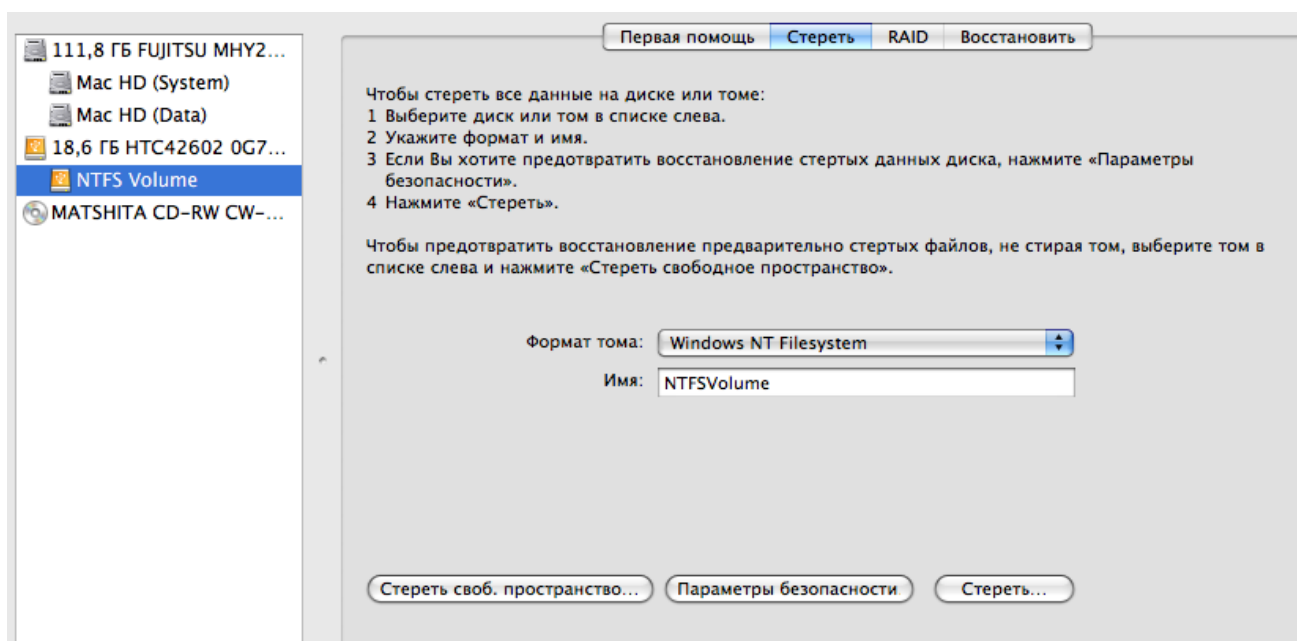 111,8 ГБ FUJITSU MHY2...
Mac HD (System)
Mac HD (Data)
18,6 ГБ HTC42602 0G7...
NTFS Volume
MATSHITA CD-RW CW-...
Первая помощь Стереть RAID Восстановить
Чтобы стереть все данные на диске или томе:
1 Выберите диск или том в списке слева.
2 Укажите формат и имя.
3 Если Вы хотите предотвратить восстановление стертых данных диска, нажмите «Параметры
безопасности».
4 Нажмите «Стереть».
Чтобы предотвратить восстановление предварительно стертых файлов, не стирая том, выберите том в
списке слева и нажмите «Стереть свободное пространство».
Формат тома: Windows NT Filesystem
Имя: NTFSVolume
Стереть своб. пространство... Параметры безопасности Стереть...